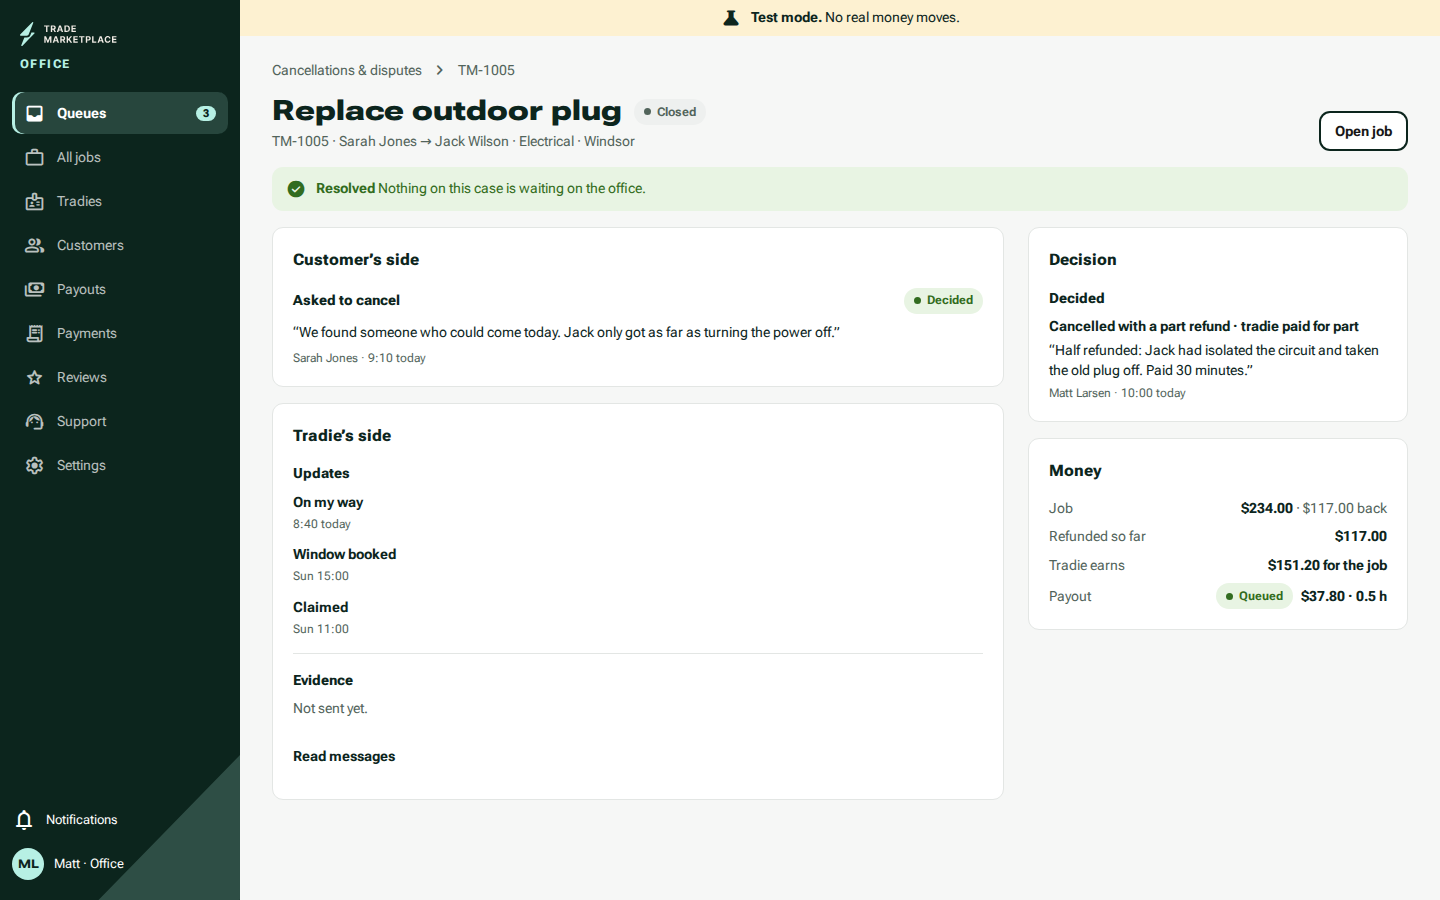 TRADE
MARKETPLACE
OFFICE
Queues 3
All jobs
Tradies
Customers
Payouts
Payments
Reviews
Support
Settings
Notifications
ML Matt · Office
Test mode. No real money moves.
Cancellations & disputes > TM-1005
Replace outdoor plug Closed
TM-1005 · Sarah Jones → Jack Wilson · Electrical · Windsor
Open job
Resolved Nothing on this case is waiting on the office.
Customer’s side
Asked to cancel Decided
“We found someone who could come today. Jack only got as far as turning the power off.”
Sarah Jones · 9:10 today
Tradie’s side
Updates
On my way
8:40 today
Window booked
Sun 15:00
Claimed
Sun 11:00
Evidence
Not sent yet.
Read messages
Decision
Decided
Cancelled with a part refund · tradie paid for part
“Half refunded: Jack had isolated the circuit and taken
the old plug off. Paid 30 minutes.”
Matt Larsen · 10:00 today
Money
Job $234.00 · $117.00 back
Refunded so far $117.00
Tradie earns $151.20 for the job
Payout Queued $37.80 · 0.5 h